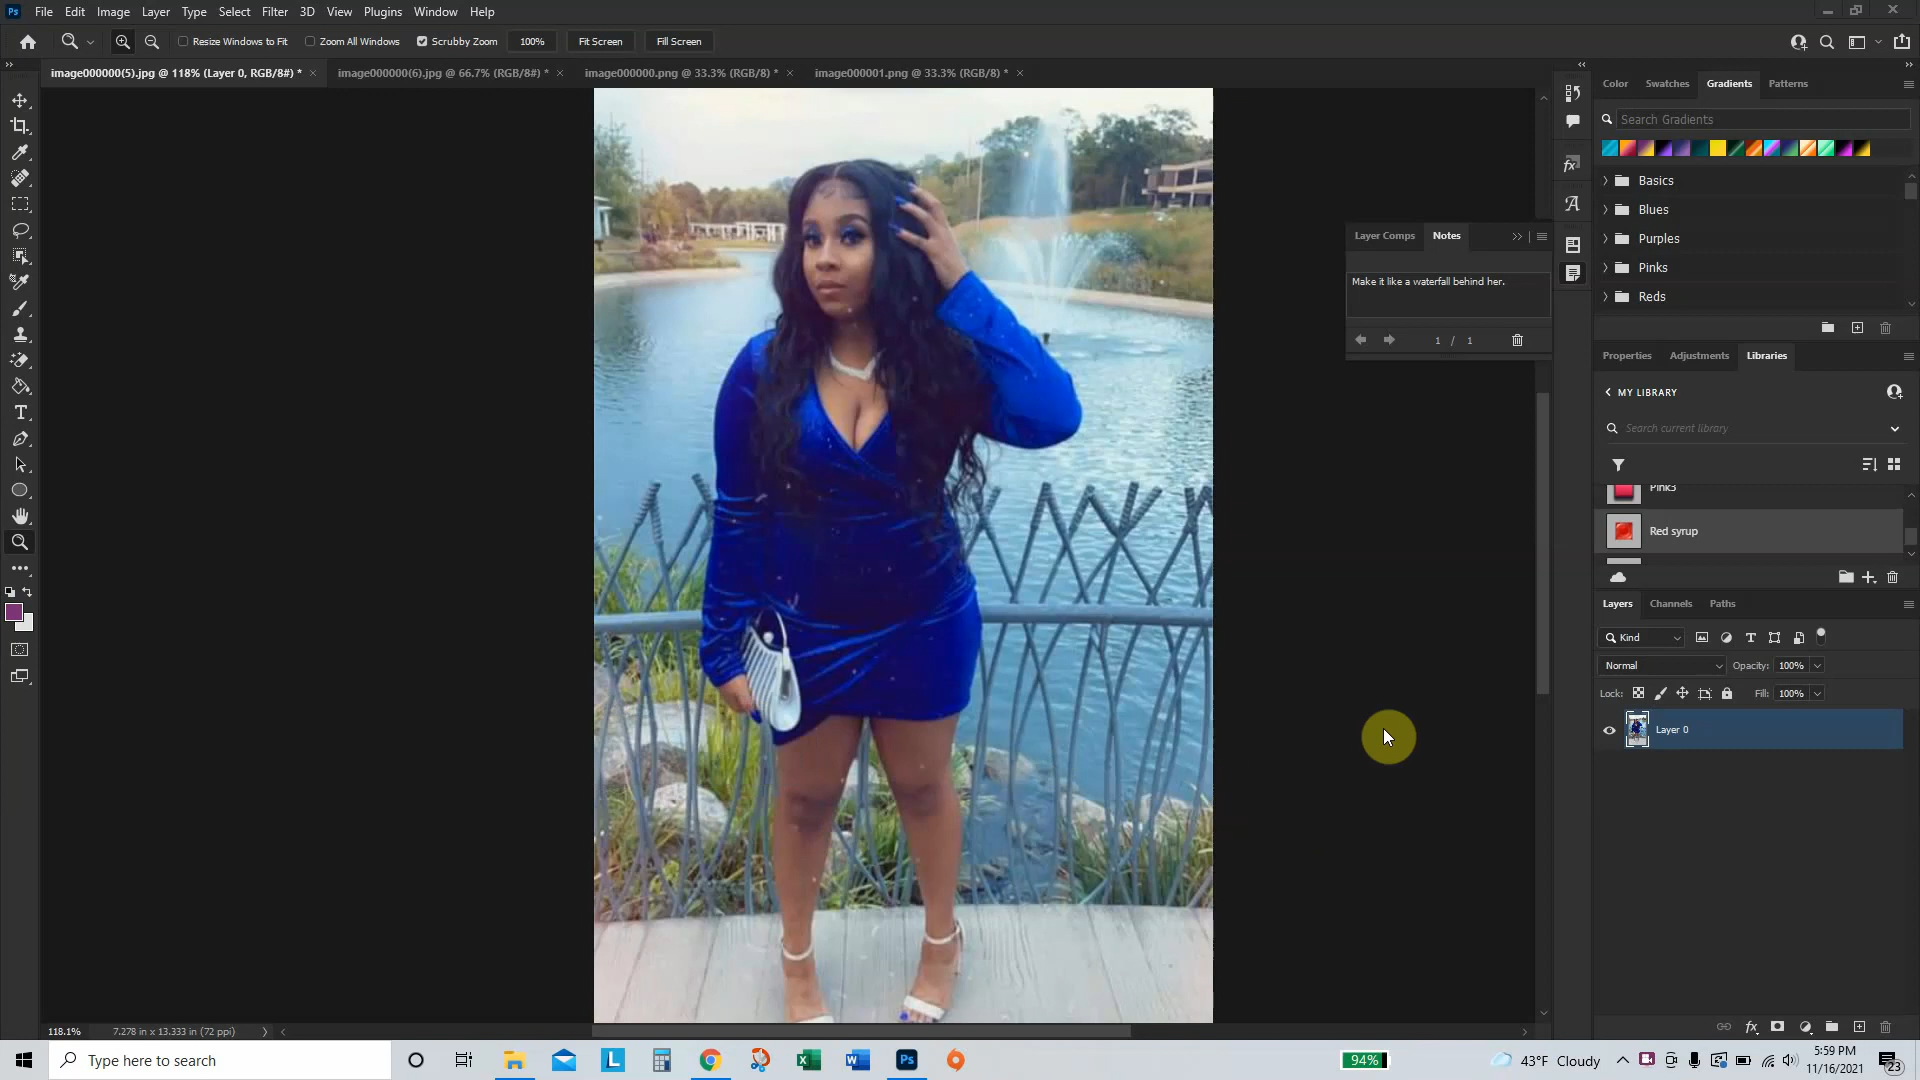 Ps File Edit Image Layer Type Select Filter 3D View Plugins Window Help
Resize Windows to Fit Zoom All Windows Scrubby Zoom 100% Fit Screen Fill Screen
image000000(5).jpg @ 118% (Layer 0, RGB/8#) * image000000(6).jpg @ 66.7% (RGB/8#) * image000000.png @ 33.3% (RGB/8) * image000001.png @ 33.3% (RGB/8) *
Color Swatches Gradients Patterns
Search Gradients
Basics
Blues
Purples
Pinks
Reds
Layer Comps Notes
Make it like a waterfall behind her.
1 / 1
Properties Adjustments Libraries
MY LIBRARY
Search current library
Pink3
Red syrup
Layers Channels Paths
Kind
Normal Opacity: 100%
Lock: Fill: 100%
Layer 0
118.1% 7.278 in x 13.333 in (72 ppi)
Type here to search
94%
43°F Cloudy
5:59 PM
11/16/2021
23